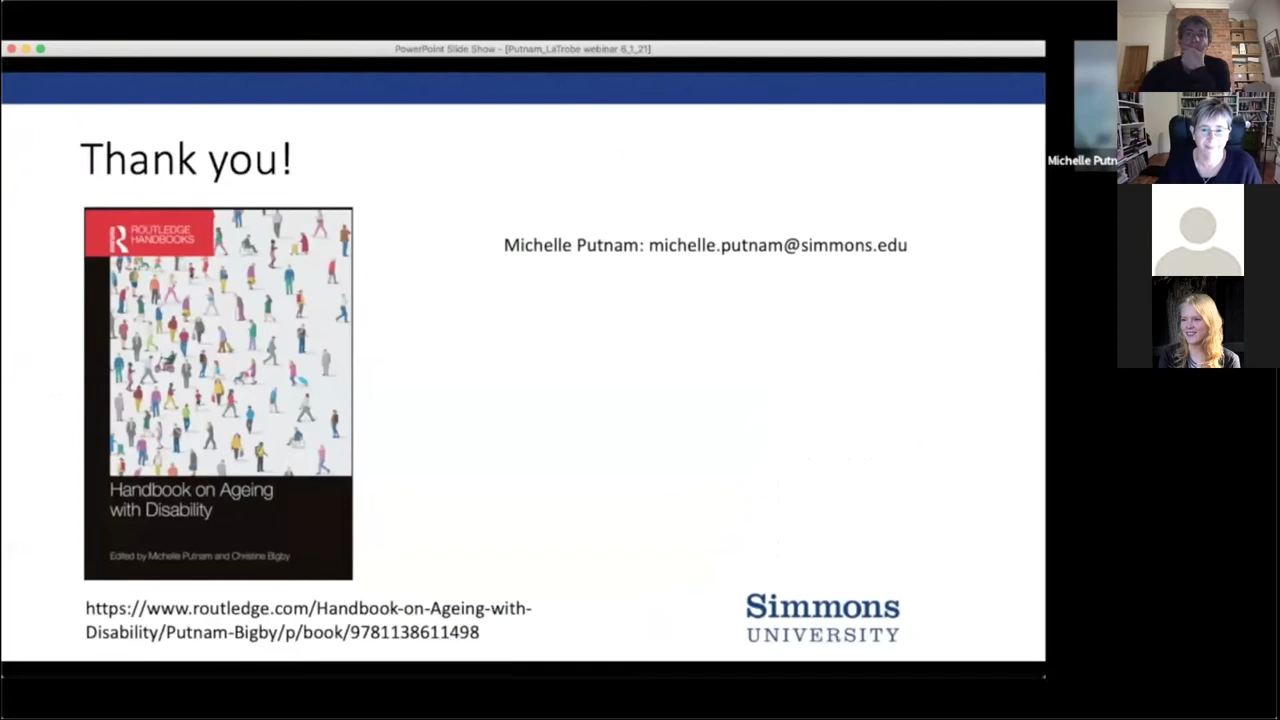 PowerPoint Slide Show - [Putnam_LaTrobe webinar 6_1_21]
Thank you!
ROUTLEDGE
HANDBOOKS
Michelle Putnam: michelle.putnam@simmons.edu
Michelle Putn
Handbook on Ageing
with Disability
Edited by Michelle Putnam and Christine Bigby
https://www.routledge.com/Handbook-on-Ageing-with-
Disability/Putnam-Bigby/p/book/9781138611498
Simmons
UNIVERSITY